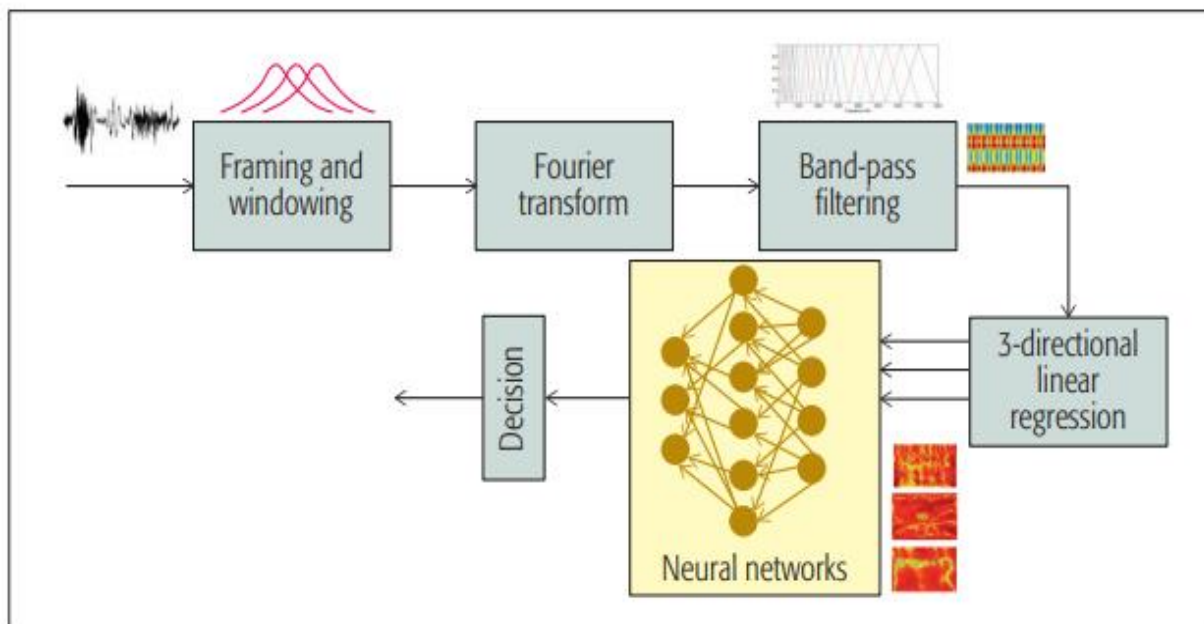 Framing and
windowing
Fourier
transform
Band-pass
filtering
3-directional
linear
regression
Neural networks
Decision